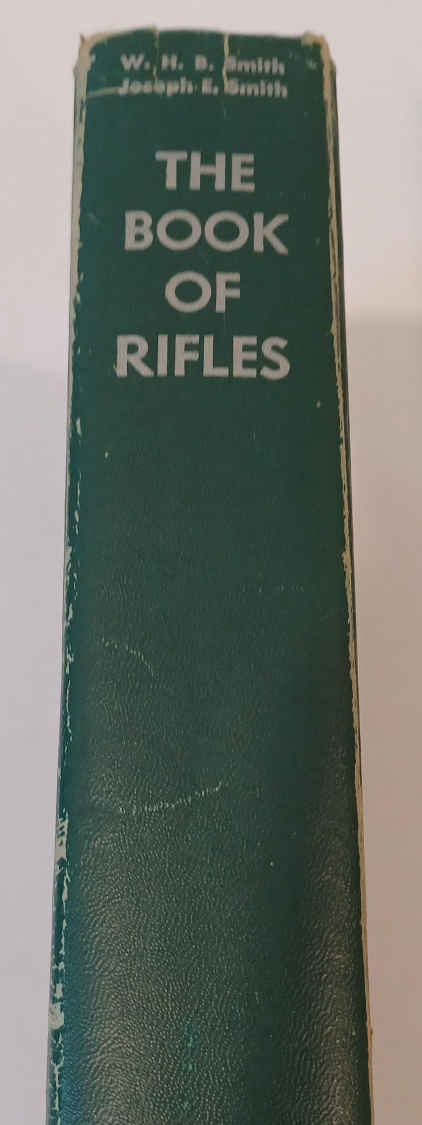 W. H. B. Smith
Joseph E. Smith
THE
BOOK
OF
RIFLES